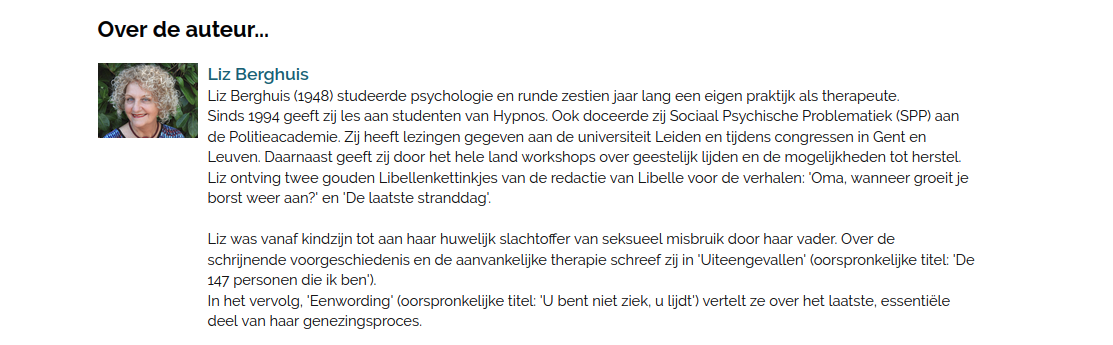 Over de auteur...
Liz Berghuis
Liz Berghuis (1948) studeerde psychologie en runde zestien jaar lang een eigen praktijk als therapeute.
Sinds 1994 geeft zij les aan studenten van Hypnos. Ook doceerde zij Sociaal Psychische Problematiek (SPP) aan
de Politieacademie. Zij heeft lezingen gegeven aan de universiteit Leiden en tijdens congressen in Gent en
Leuven. Daarnaast geeft zij door het hele land workshops over geestelijk lijden en de mogelijkheden tot herstel.
Liz ontving twee gouden Libellenkettinkjes van de redactie van Libelle voor de verhalen: 'Oma, wanneer groeit je
borst weer aan?' en 'De laatste stranddag'.
Liz was vanaf kindzijn tot aan haar huwelijk slachtoffer van seksueel misbruik door haar vader. Over de
schrijnende voorgeschiedenis en de aanvankelijke therapie schreef zij in 'Uiteengevallen' (oorspronkelijke titel: 'De
147 personen die ik ben').
In het vervolg, 'Eenwording' (oorspronkelijke titel: 'U bent niet ziek, u lijdt') vertelt ze over het laatste, essentiële
deel van haar genezingsproces.